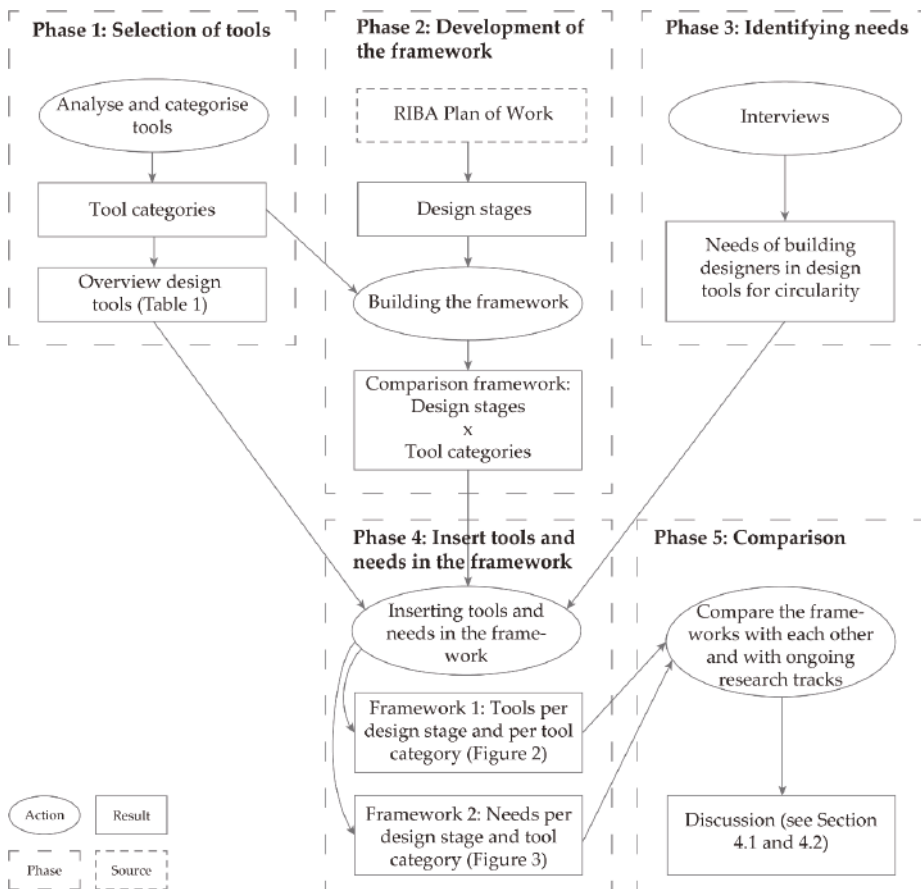 Phase 1: Selection of tools
Analyse and categorise
tools
Tool categories
Overview design
tools (Table 1)
Phase 2: Development of
the framework
RIBA Plan of Work
Design stages
Building the framework
Comparison framework:
Design stages
x
Tool categories
Phase 3: Identifying needs
Interviews
Needs of building
designers in design
tools for circularity
Phase 4: Insert tools and
needs in the framework
Inserting tools and
needs in the frame-
work
Framework 1: Tools per
design stage and per tool
category (Figure 2)
Framework 2: Needs per
design stage and tool
category (Figure 3)
Phase 5: Comparison
Compare the frame-
works with each other
and with ongoing
research tracks
Discussion (see Section
4.1 and 4.2)
Action
Result
Phase
Source